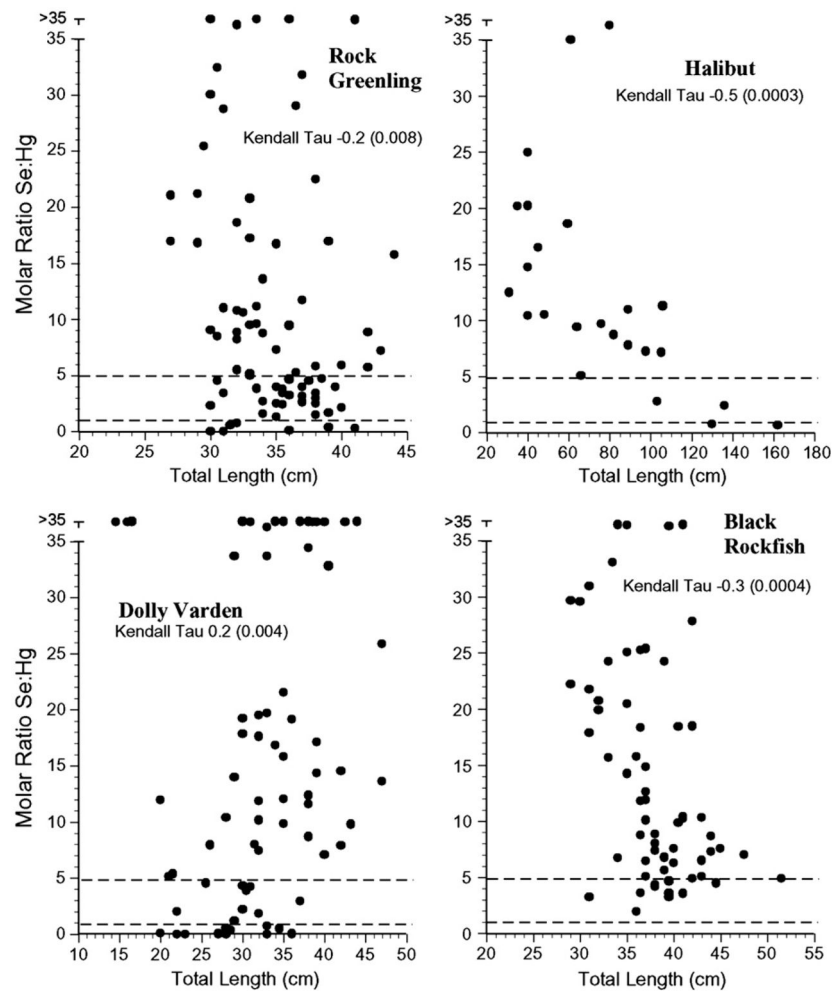 >35
35
30
25
20
15
10
5
0
Molar Ratio Se:Hg
Rock
Greenling
Kendall Tau -0.2 (0.008)
20 25 30 35 40 45
Total Length (cm)
>35
35
30
25
20
15
10
5
0
Halibut
Kendall Tau -0.5 (0.0003)
20 40 60 80 100 120 140 160 180
Total Length (cm)
>35
35
30
25
20
15
10
5
0
Molar Ratio Se:Hg
Dolly Varden
Kendall Tau 0.2 (0.004)
10 15 20 25 30 35 40 45 50
Total Length (cm)
>35
35
30
25
20
15
10
5
0
Black
Rockfish
Kendall Tau -0.3 (0.0004)
20 25 30 35 40 45 50 55
Total Length (cm)